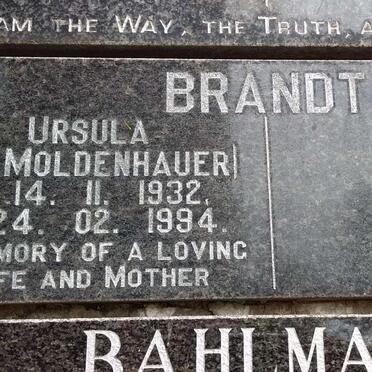 AM THE WAY, THE TRUTH, A
BRANDT
URSULA
(MOLDENHAUER)
14. 11. 1932.
24. 02. 1994.
MORY OF A LOVING
FE AND MOTHER
BAHLMA